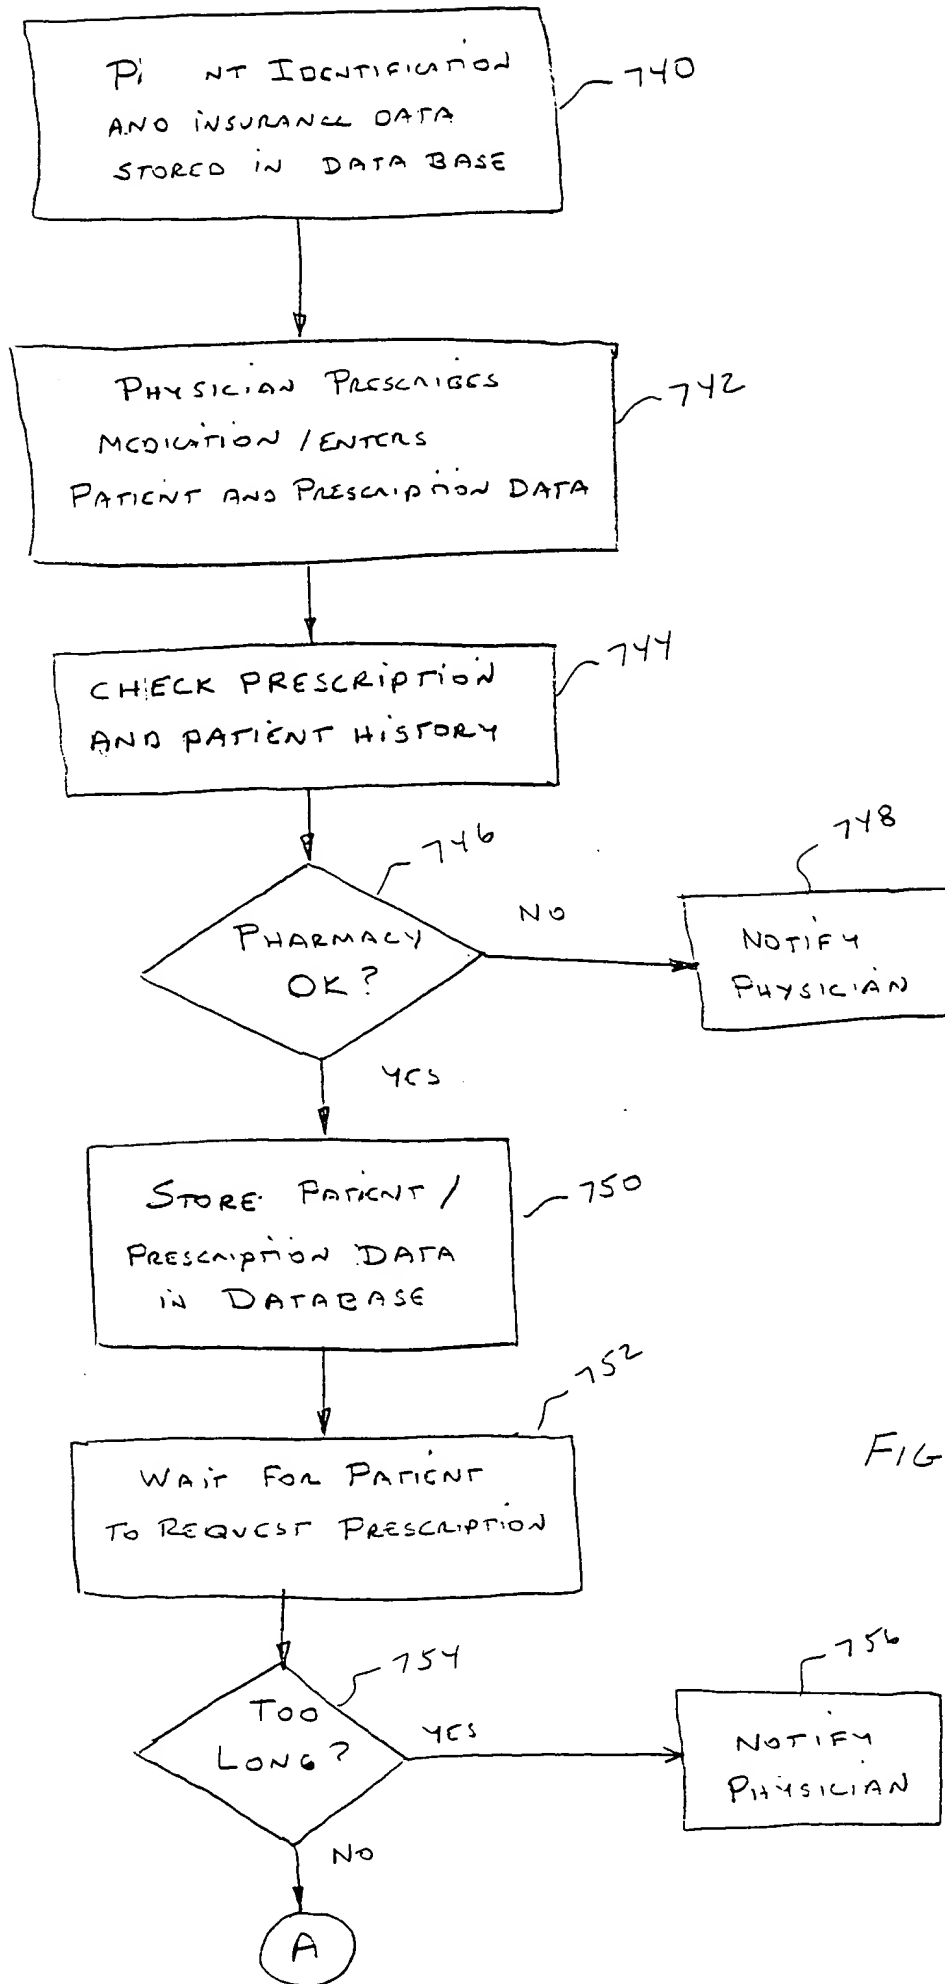 NT IDENTIFICATION
AND INSURANCE DATA
STORED IN DATA BASE
740
PHYSICIAN PRESCRIBES
MEDICATION / ENTERS
PATIENT AND PRESCRIPTION DATA
742
CHECK PRESCRIPTION
AND PATIENT HISTORY
744
PHARMACY
OK?
746
NO
NOTIFY
PHYSICIAN
748
YES
STORE PATIENT /
PRESCRIPTION DATA
IN DATABASE
750
WAIT FOR PATIENT
TO REQUEST PRESCRIPTION
752
FIG
TOO
LONG?
754
YES
NOTIFY
PHYSICIAN
756
NO
A